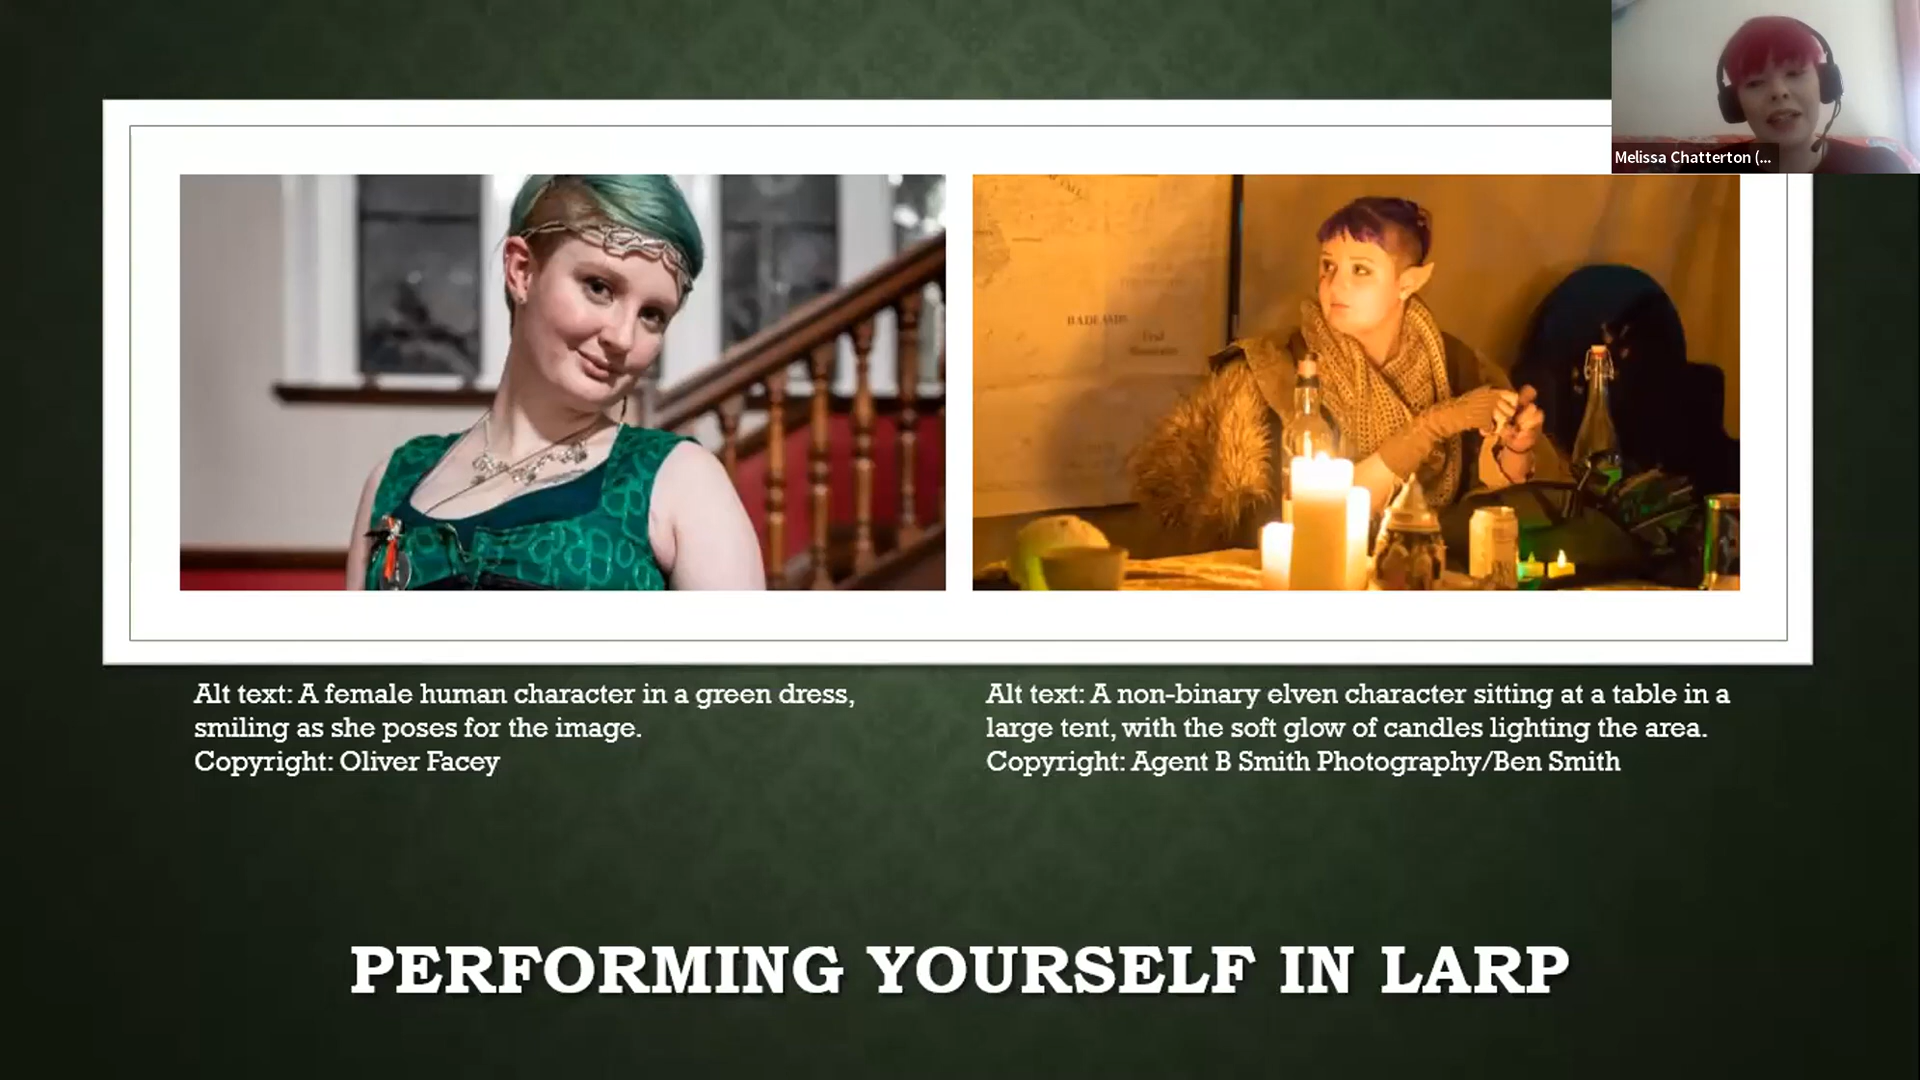 Melissa Chatterton (...
BADLANDS
Alt text: A female human character in a green dress,
smiling as she poses for the image.
Copyright: Oliver Facey
Alt text: A non-binary elven character sitting at a table in a
large tent, with the soft glow of candles lighting the area.
Copyright: Agent B Smith Photography/Ben Smith
PERFORMING YOURSELF IN LARP